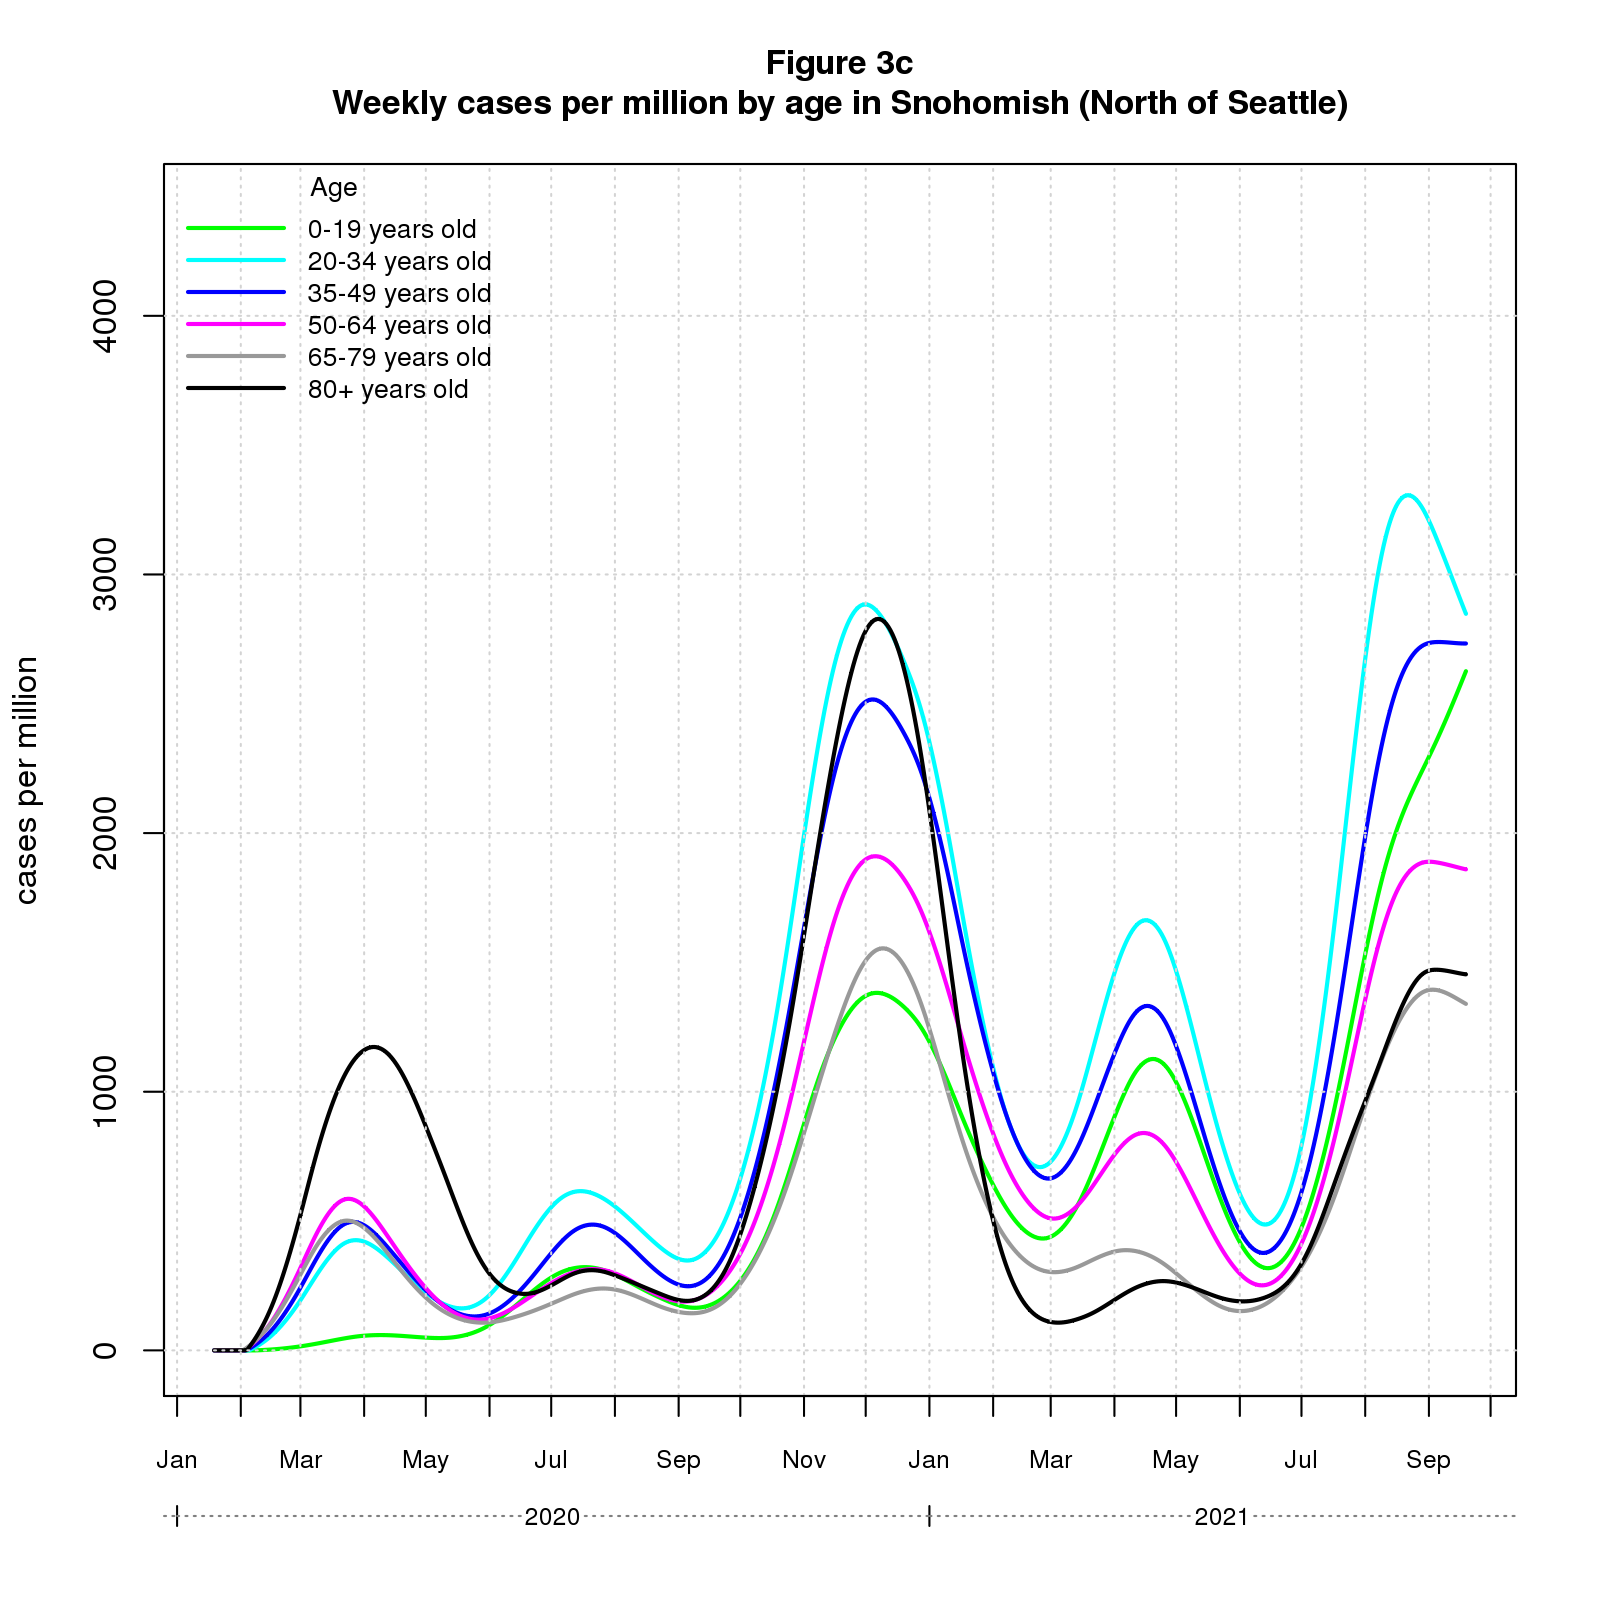 Figure 3c
Weekly cases per million by age in Snohomish (North of Seattle)
Age
0-19 years old
20-34 years old
35-49 years old
50-64 years old
65-79 years old
80+ years old
cases per million
4000
3000
2000
1000
0
Jan Mar May Jul Sep Nov Jan Mar May Jul Sep
2020 2021